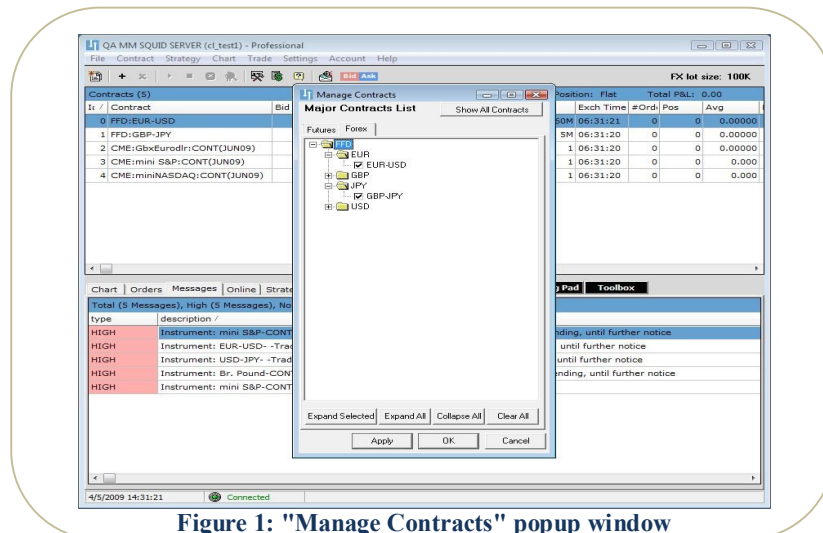 QA MM SQUID SERVER (cl_test1) - Professional
File Contract Strategy Chart Trade Settings Account Help
Bid Ask
FX lot size: 100K
Contracts (5)
Position: Flat Total P&L: 0.00
Contract Bid Exch Time #Ord Pos Avg
0 FFD:EUR-USD 50M 06:31:21 0 0 0.00000
1 FFD:GBP-JPY 5M 06:31:20 0 0 0.00000
2 CME:GbxEurodlr:CONT(JUN09) 1 06:31:20 0 0 0.00000
3 CME:mini S&P:CONT(JUN09) 1 06:31:20 0 0 0.000
4 CME:miniNASDAQ:CONT(JUN09) 1 06:31:20 0 0 0.000
Manage Contracts
Major Contracts List
Show All Contracts
Futures Forex
FFD
EUR
EUR-USD
GBP
JPY
GBP-JPY
USD
Expand Selected Expand All Collapse All Clear All
Apply OK Cancel
Chart Orders Messages Online Strate g Pad Toolbox
Total (5 Messages), High (5 Messages), No
type description /
HIGH Instrument: mini S&P-CONT nding, until further notice
HIGH Instrument: EUR-USD- -Trad until further notice
HIGH Instrument: USD-JPY- -Trad until further notice
HIGH Instrument: Br. Pound-CONT ending, until further notice
HIGH Instrument: mini S&P-CONT
4/5/2009 14:31:21 Connected
Figure 1: "Manage Contracts" popup window